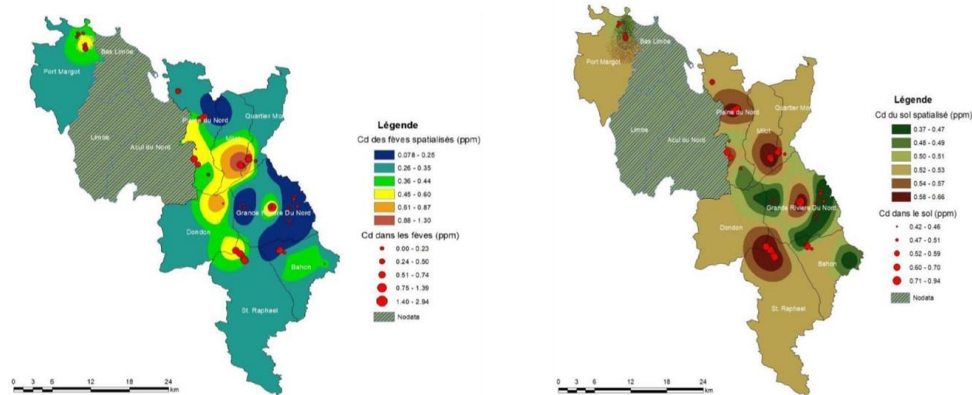 Bas Limbe
Port Margot
Plaine du Nord
Quartier Mo
Milot
Limbe
Acul du Nord
Grande Riviere Du Nord
Dondon
Bahon
St. Raphael
Légende
Cd des fèves spatialisés (ppm)
0.078 - 0.25
0.26 - 0.35
0.36 - 0.44
0.45 - 0.60
0.61 - 0.87
0.88 - 1.30
Cd dans les fèves (ppm)
0.00 - 0.23
0.24 - 0.50
0.51 - 0.74
0.75 - 1.39
1.40 - 2.94
Nodata
0 3 6 12 18 24
km
Bas Limbe
Port Margot
Plaine du Nord
Quartier Mo
Milot
Limbe
Acul du Nord
Grande Riviere Du Nord
Dondon
Bahon
St. Raphael
Légende
Cd du sol spatialisé (ppm)
0.37 - 0.47
0.48 - 0.49
0.50 - 0.51
0.52 - 0.53
0.54 - 0.57
0.58 - 0.66
Cd dans le sol (ppm)
0.42 - 0.46
0.47 - 0.51
0.52 - 0.59
0.60 - 0.70
0.71 - 0.94
Nodata
0 3 6 12 18 24
km